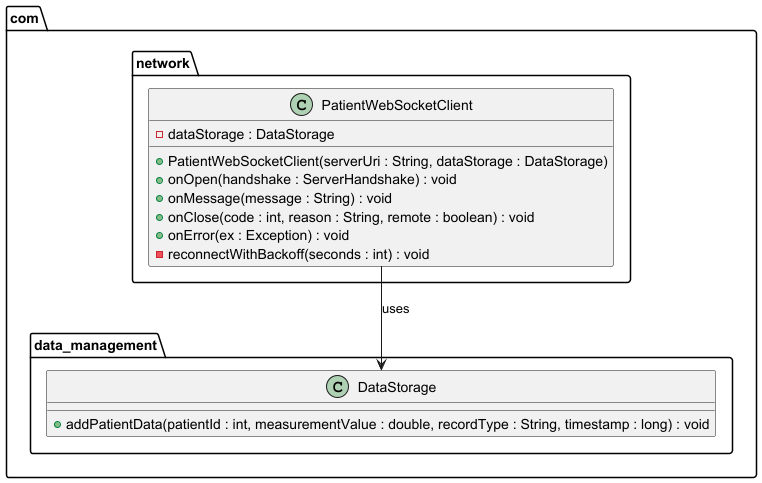 com
network
C PatientWebSocketClient
dataStorage : DataStorage
PatientWebSocketClient(serverUri : String, dataStorage : DataStorage)
onOpen(handshake : ServerHandshake) : void
onMessage(message : String) : void
onClose(code : int, reason : String, remote : boolean) : void
onError(ex : Exception) : void
reconnectWithBackoff(seconds : int) : void
uses
data_management
C DataStorage
addPatientData(patientId : int, measurementValue : double, recordType : String, timestamp : long) : void